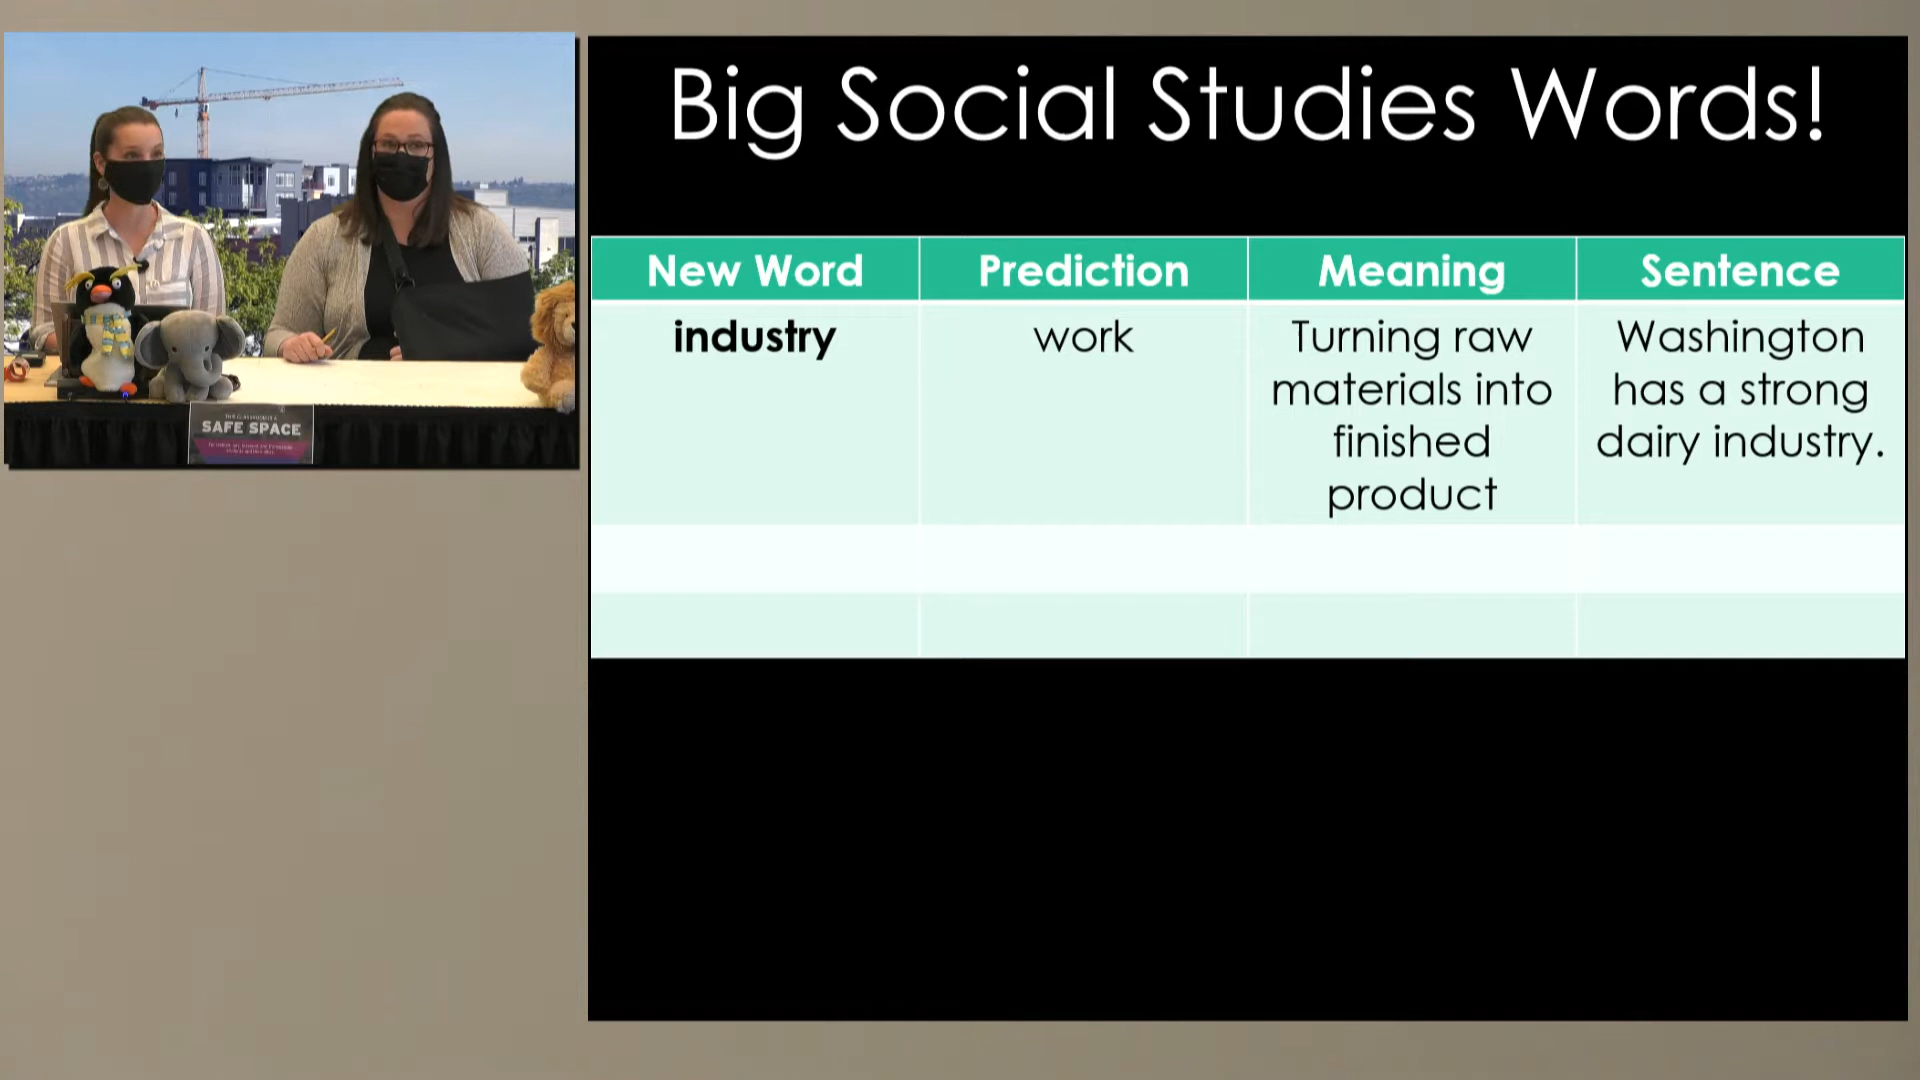 Big Social Studies Words!
New Word
Prediction
Meaning
Sentence
industry
work
Turning raw
materials into
finished
product
Washington
has a strong
dairy industry.
SAFE SPACE